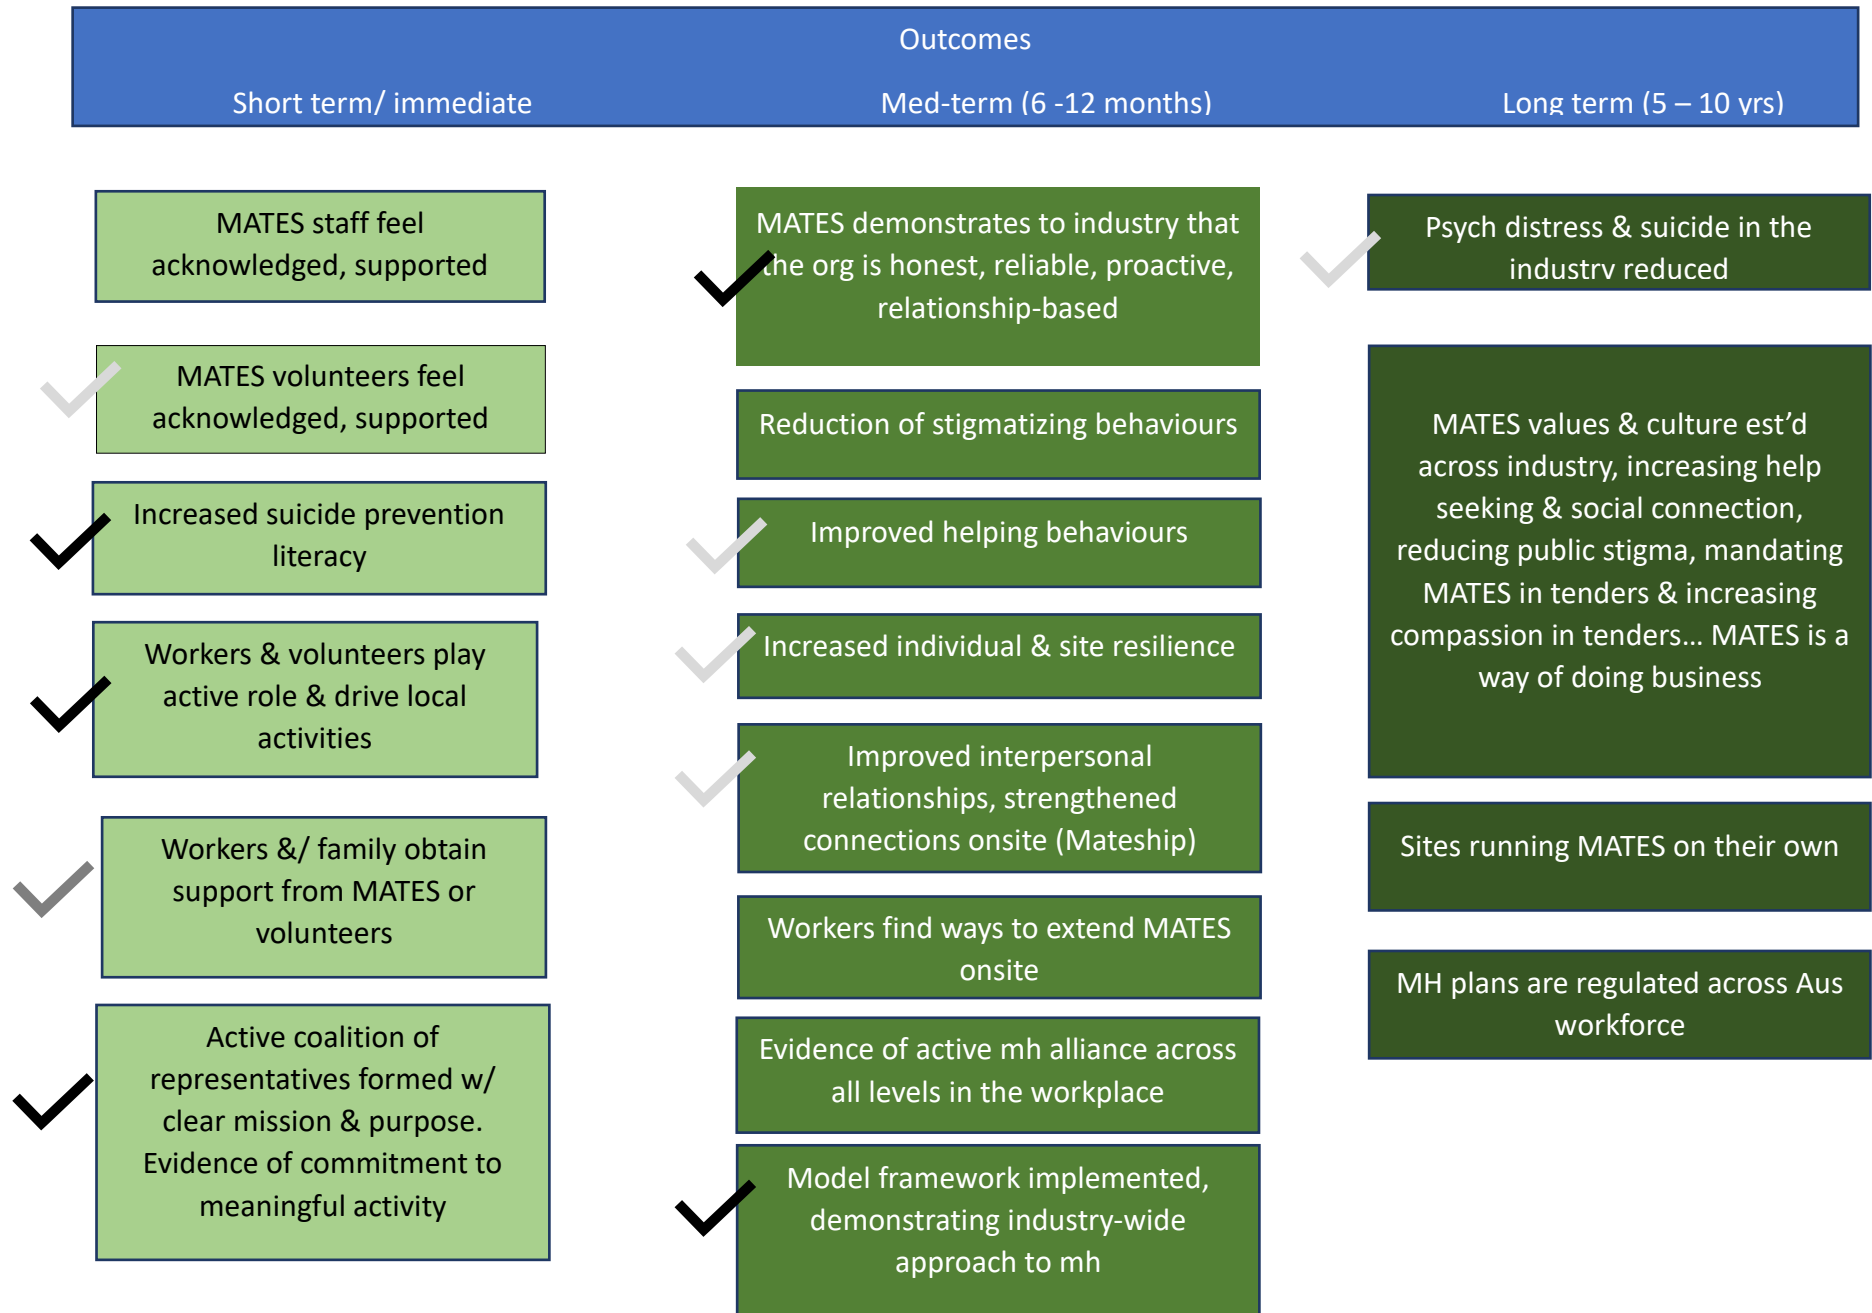 Outcomes
Short term/ immediate
Med-term (6 -12 months)
Long term (5 – 10 yrs)
MATES staff feel
acknowledged, supported
MATES volunteers feel
acknowledged, supported
Increased suicide prevention
literacy
Workers & volunteers play
active role & drive local
activities
Workers &/ family obtain
support from MATES or
volunteers
Active coalition of
representatives formed w/
clear mission & purpose.
Evidence of commitment to
meaningful activity
MATES demonstrates to industry that
the org is honest, reliable, proactive,
relationship-based
Reduction of stigmatizing behaviours
Improved helping behaviours
Increased individual & site resilience
Improved interpersonal
relationships, strengthened
connections onsite (Mateship)
Workers find ways to extend MATES
onsite
Evidence of active mh alliance across
all levels in the workplace
Model framework implemented,
demonstrating industry-wide
approach to mh
Psych distress & suicide in the
industry reduced
MATES values & culture est’d
across industry, increasing help
seeking & social connection,
reducing public stigma, mandating
MATES in tenders & increasing
compassion in tenders… MATES is a
way of doing business
Sites running MATES on their own
MH plans are regulated across Aus
workforce